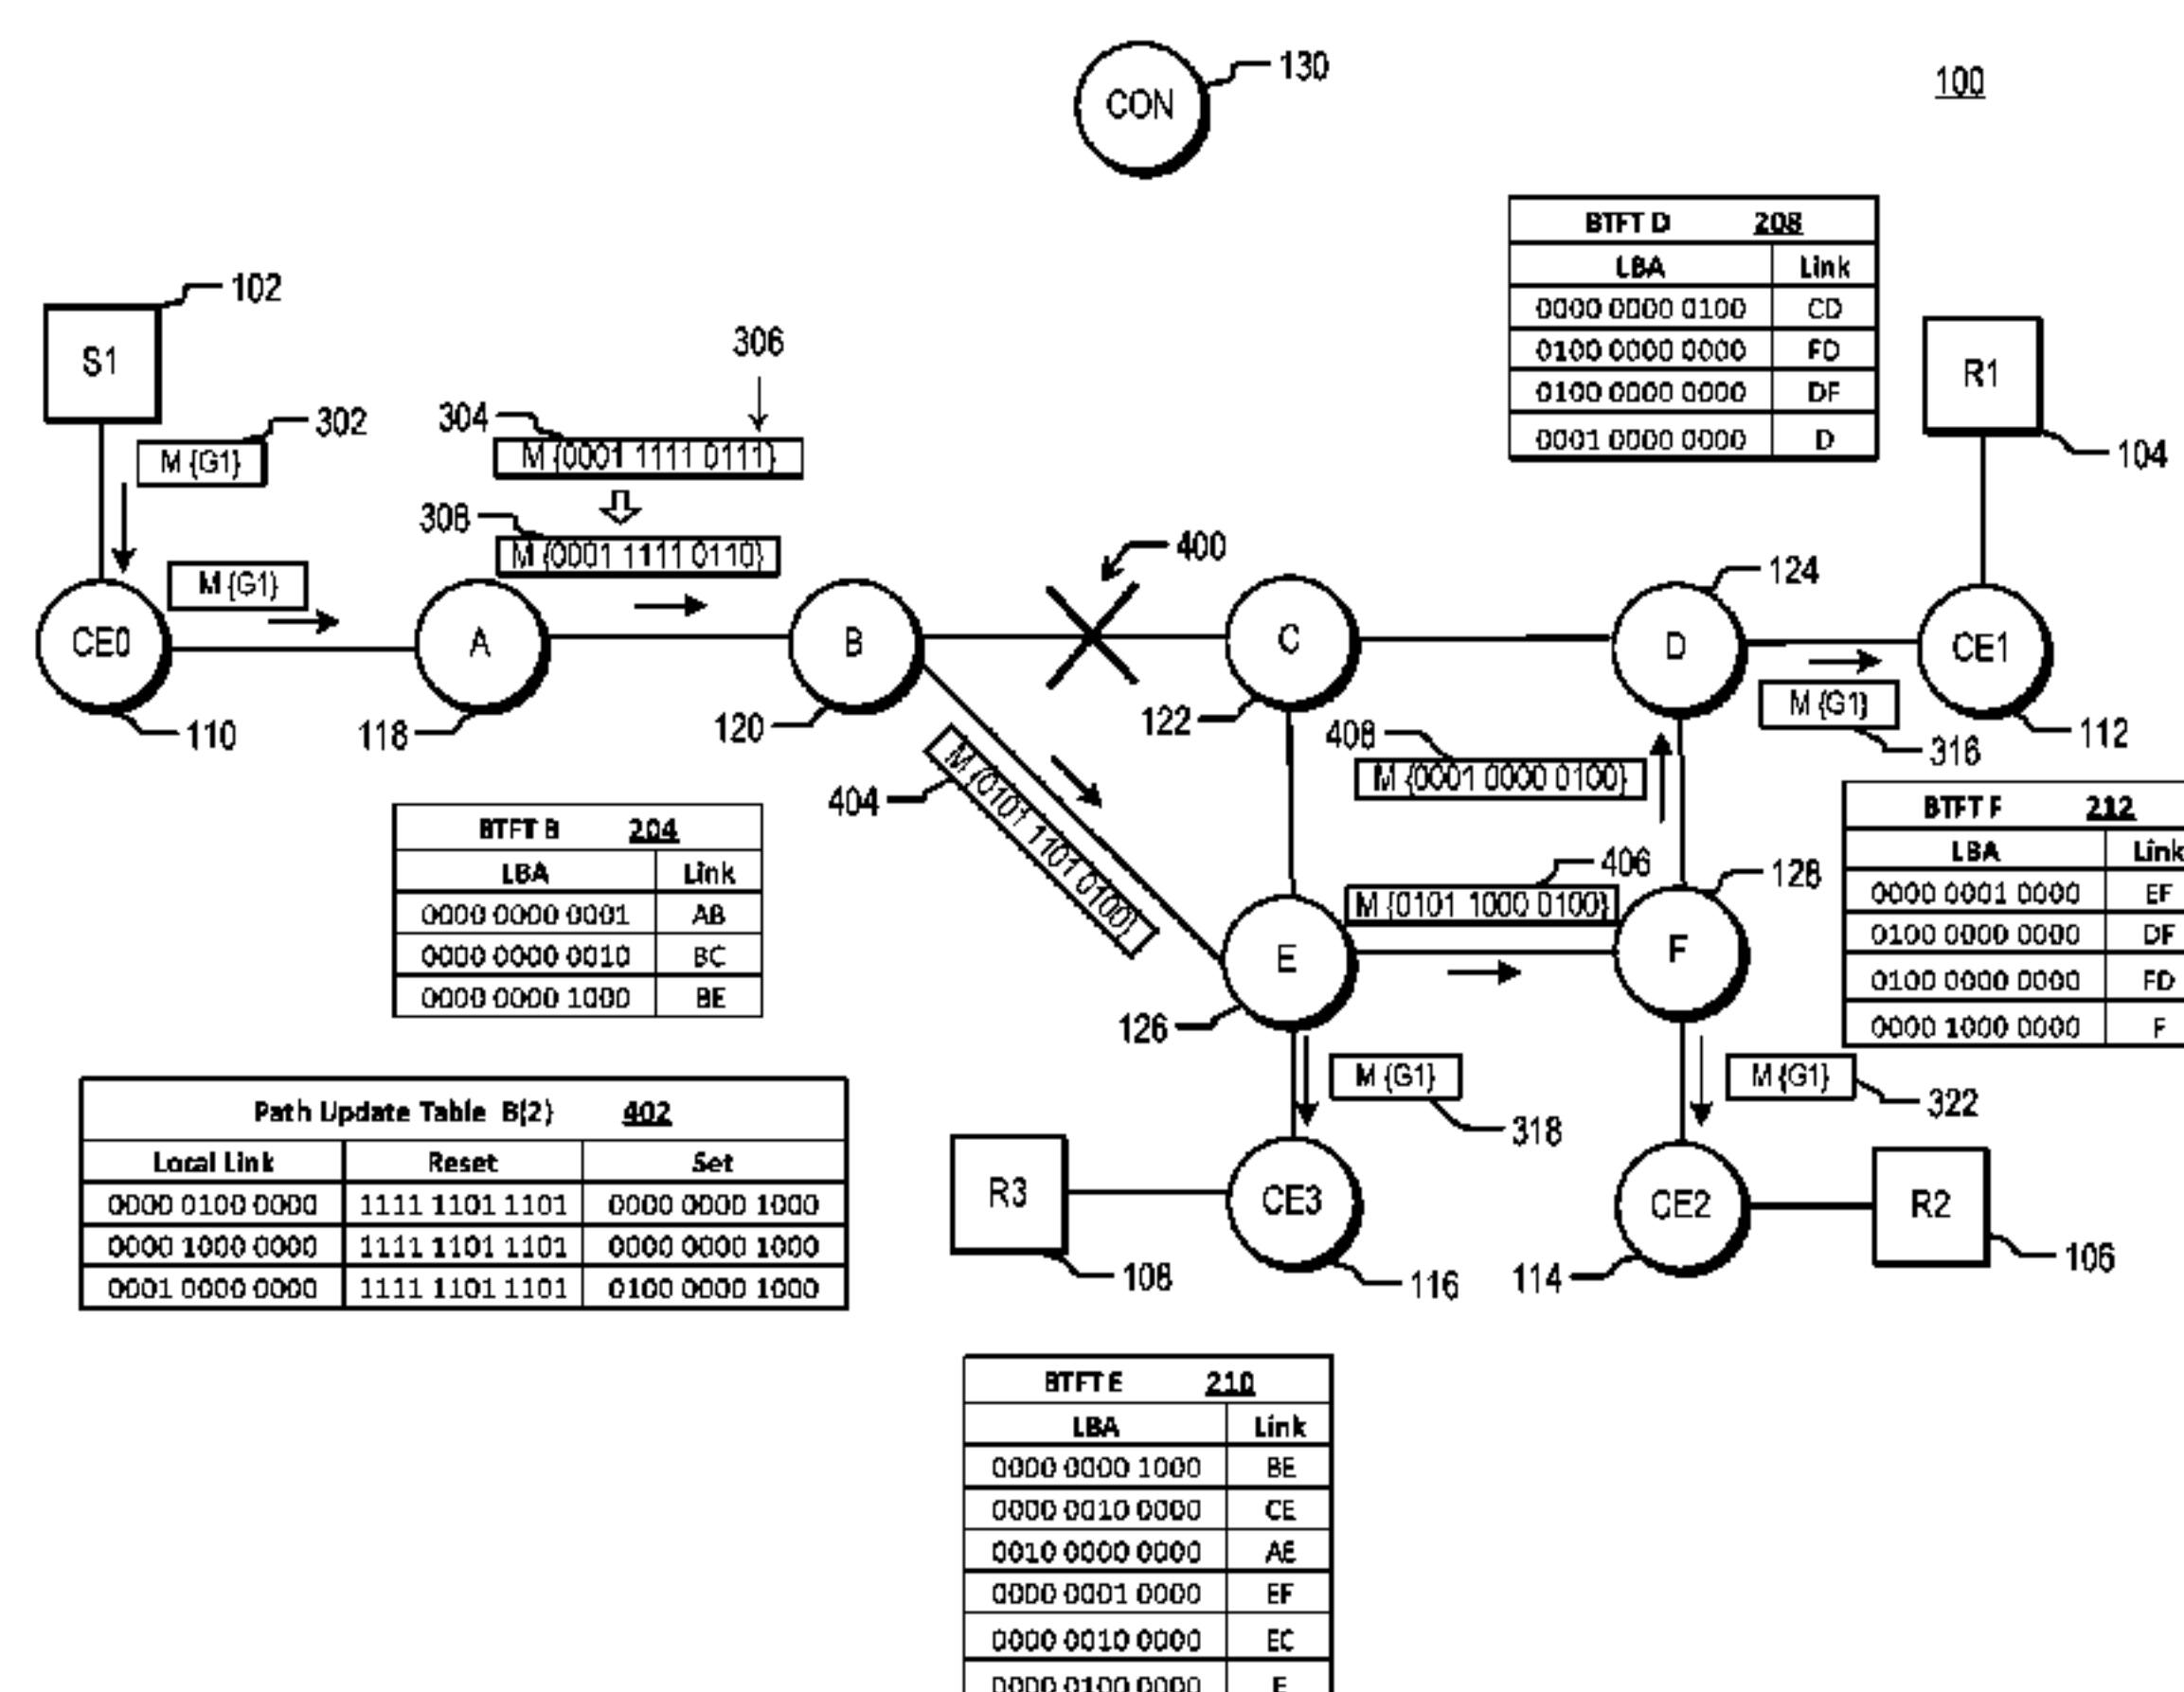 130
CON
100
BTFT D 208
LBA Link
0000 0000 0100 CD
0100 0000 0000 FD
0100 0000 0000 DF
0001 0000 0000 D
102
S1
302
M {G1}
306
304
M {0001 1111 0111}
308
M {0001 1111 0110}
R1
104
M {G1}
400
124
CE0
A
B
C
D
CE1
110
118
120
122
M {G1}
316
112
408
M {0001 0000 0100}
404
M {0101 1101 0100}
BTFT B 204
LBA Link
0000 0000 0001 AB
0000 0000 0010 BC
0000 0000 1000 BE
406
M {0101 1000 0100}
128
E
F
126
BTFT F 212
LBA Link
0000 0001 0000 EF
0100 0000 0000 DF
0100 0000 0000 FD
0000 1000 0000 F
M {G1}
318
M {G1}
322
Path Update Table B(2) 402
Local Link Reset Set
0000 0100 0000 1111 1101 1101 0000 0000 1000
0000 1000 0000 1111 1101 1101 0000 0000 1000
0001 0000 0000 1111 1101 1101 0100 0000 1000
R3
CE3
CE2
R2
108
116
114
106
BTFT E 210
LBA Link
0000 0000 1000 BE
0000 0010 0000 CE
0010 0000 0000 AE
0000 0001 0000 EF
0000 0010 0000 EC
0000 0100 0000 E